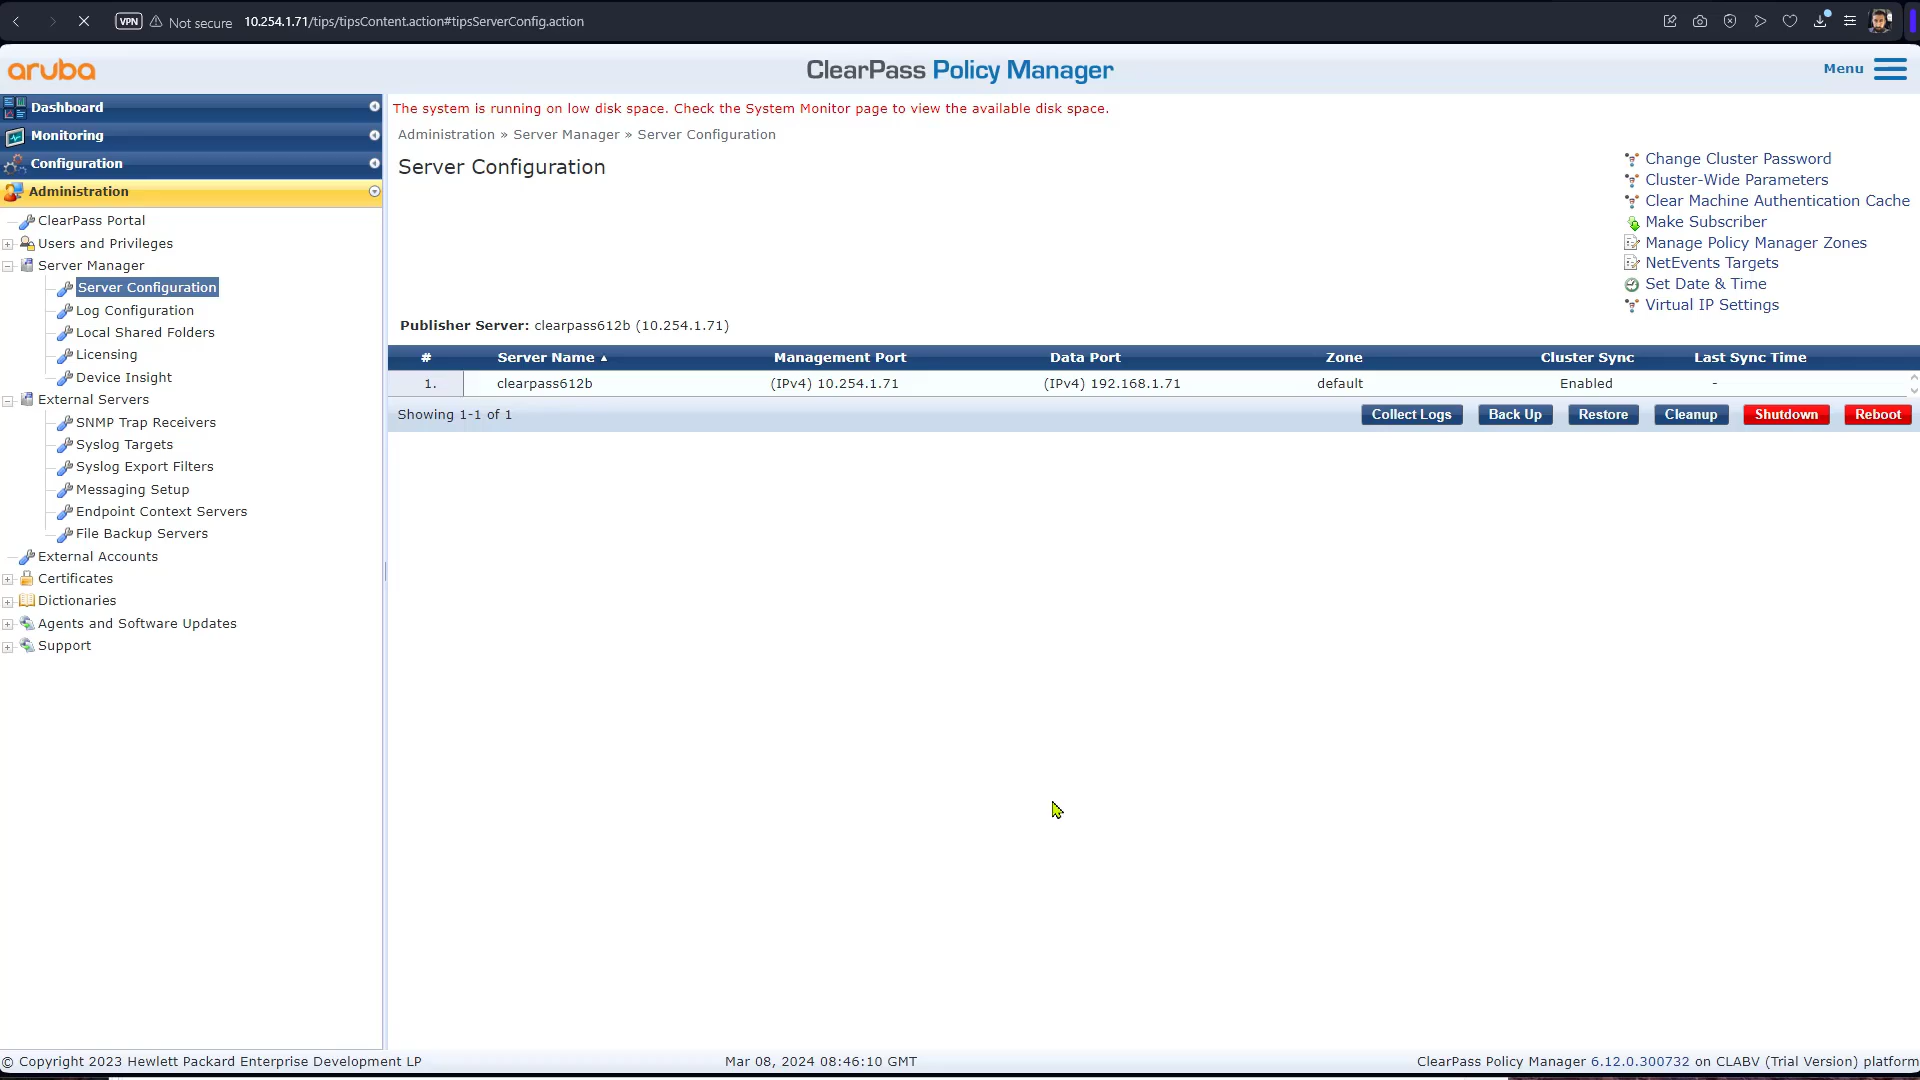 VPN Not secure 10.254.1.71/tips/tipsContent.action#tipsServerConfig.action
aruba
ClearPass Policy Manager
Menu
Dashboard
Monitoring
Configuration
Administration
ClearPass Portal
Users and Privileges
Server Manager
Server Configuration
Log Configuration
Local Shared Folders
Licensing
Device Insight
External Servers
SNMP Trap Receivers
Syslog Targets
Syslog Export Filters
Messaging Setup
Endpoint Context Servers
File Backup Servers
External Accounts
Certificates
Dictionaries
Agents and Software Updates
Support
The system is running on low disk space. Check the System Monitor page to view the available disk space.
Administration » Server Manager » Server Configuration
Server Configuration
Change Cluster Password
Cluster-Wide Parameters
Clear Machine Authentication Cache
Make Subscriber
Manage Policy Manager Zones
NetEvents Targets
Set Date & Time
Virtual IP Settings
Publisher Server: clearpass612b (10.254.1.71)
# Server Name ▲ Management Port Data Port Zone Cluster Sync Last Sync Time
1. clearpass612b (IPv4) 10.254.1.71 (IPv4) 192.168.1.71 default Enabled -
Showing 1-1 of 1 Collect Logs Back Up Restore Cleanup Shutdown Reboot
© Copyright 2023 Hewlett Packard Enterprise Development LP Mar 08, 2024 08:46:10 GMT ClearPass Policy Manager 6.12.0.300732 on CLABV (Trial Version) platform